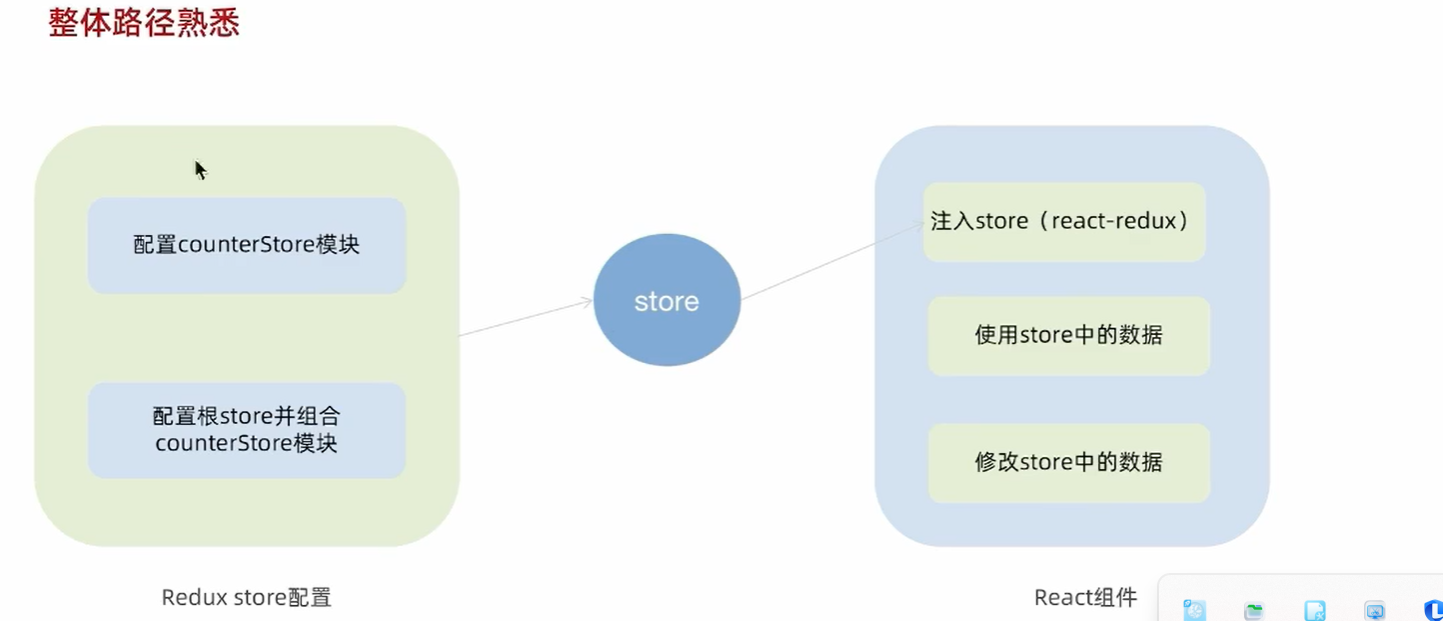 整体路径熟悉
配置counterStore模块
配置根store并组合
counterStore模块
Redux store配置
store
注入store（react-redux）
使用store中的数据
修改store中的数据
React组件